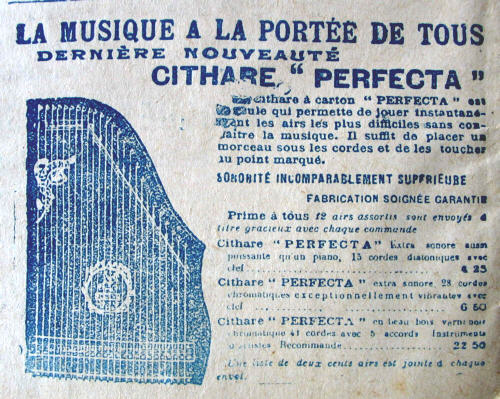 LA MUSIQUE A LA PORTÉE DE TOUS
DERNIÈRE NOUVEAUTÉ
CITHARE "PERFECTA"
cithare à carton "PERFECTA" est
seule qui permette de jouer instantané-
ment les airs les plus difficiles sans con-
naître la musique. Il suffit de placer un
morceau sous les cordes et de les toucher
au point marqué.
SONORITÉ INCOMPARABLEMENT SUPÉRIEURE
FABRICATION SOIGNÉE GARANTIE
Prime à tous 12 airs assortis sont envoyés à
titre gracieux avec chaque commande
Cithare "PERFECTA" Extra sonore aussi
puissante qu'un piano, 15 cordes diatoniques avec
clef 4 25
Cithare "PERFECTA" extra sonore 28 cordes
chromatiques exceptionnellement vibrantes avec
clef 6 50
Cithare "PERFECTA" en beau bois verni noir
chromatique 41 cordes avec 5 accords Instruments
d'artistes Recommandé 22 50
Une liste de deux cents airs est jointe à chaque
envoi.